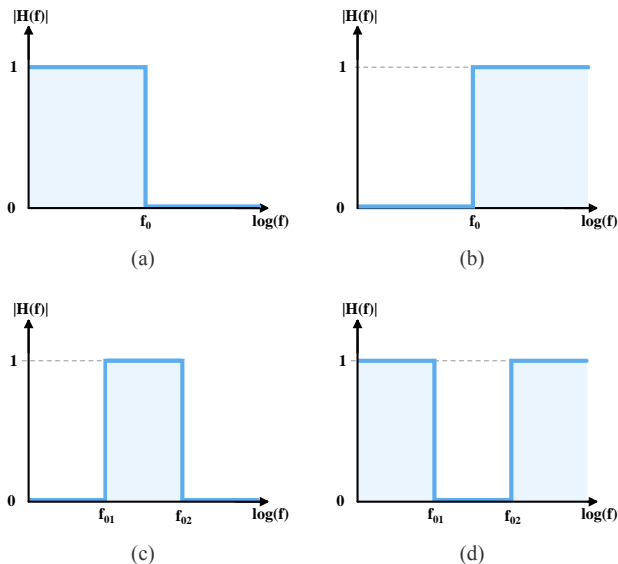 |H(f)|
1
0
f₀
log(f)
(a)
|H(f)|
1
0
f₀
log(f)
(b)
|H(f)|
1
0
f₀₁
f₀₂
log(f)
(c)
|H(f)|
1
0
f₀₁
f₀₂
log(f)
(d)